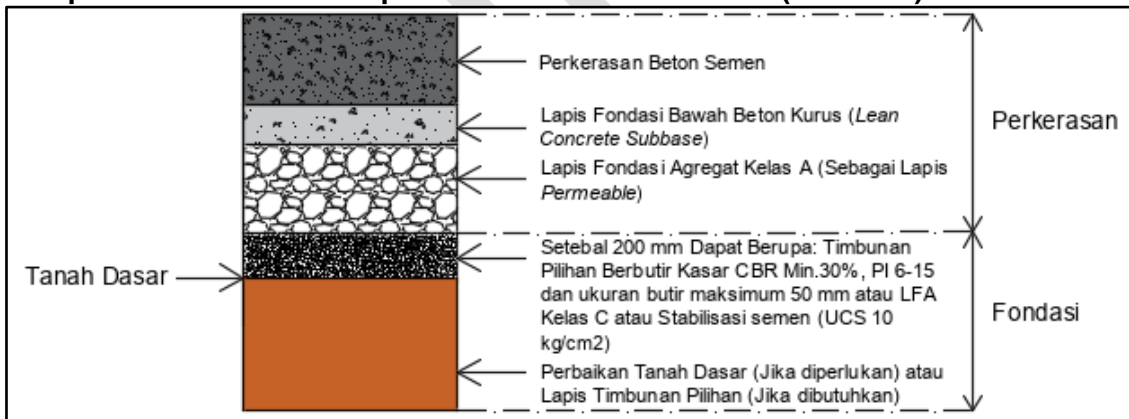 Perkerasan Beton Semen
Lapis Fondasi Bawah Beton Kurus (Lean
Concrete Subbase)
Lapis Fondasi Agregat Kelas A (Sebagai Lapis
Permeable)
Perkerasan
Setebal 200 mm Dapat Berupa: Timbunan
Pilihan Berbutir Kasar CBR Min.30%, PI 6-15
dan ukuran butir maksimum 50 mm atau LFA
Kelas C atau Stabilisasi semen (UCS 10
kg/cm2)
Tanah Dasar
Fondasi
Perbaikan Tanah Dasar (Jika diperlukan) atau
Lapis Timbunan Pilihan (Jika dibutuhkan)